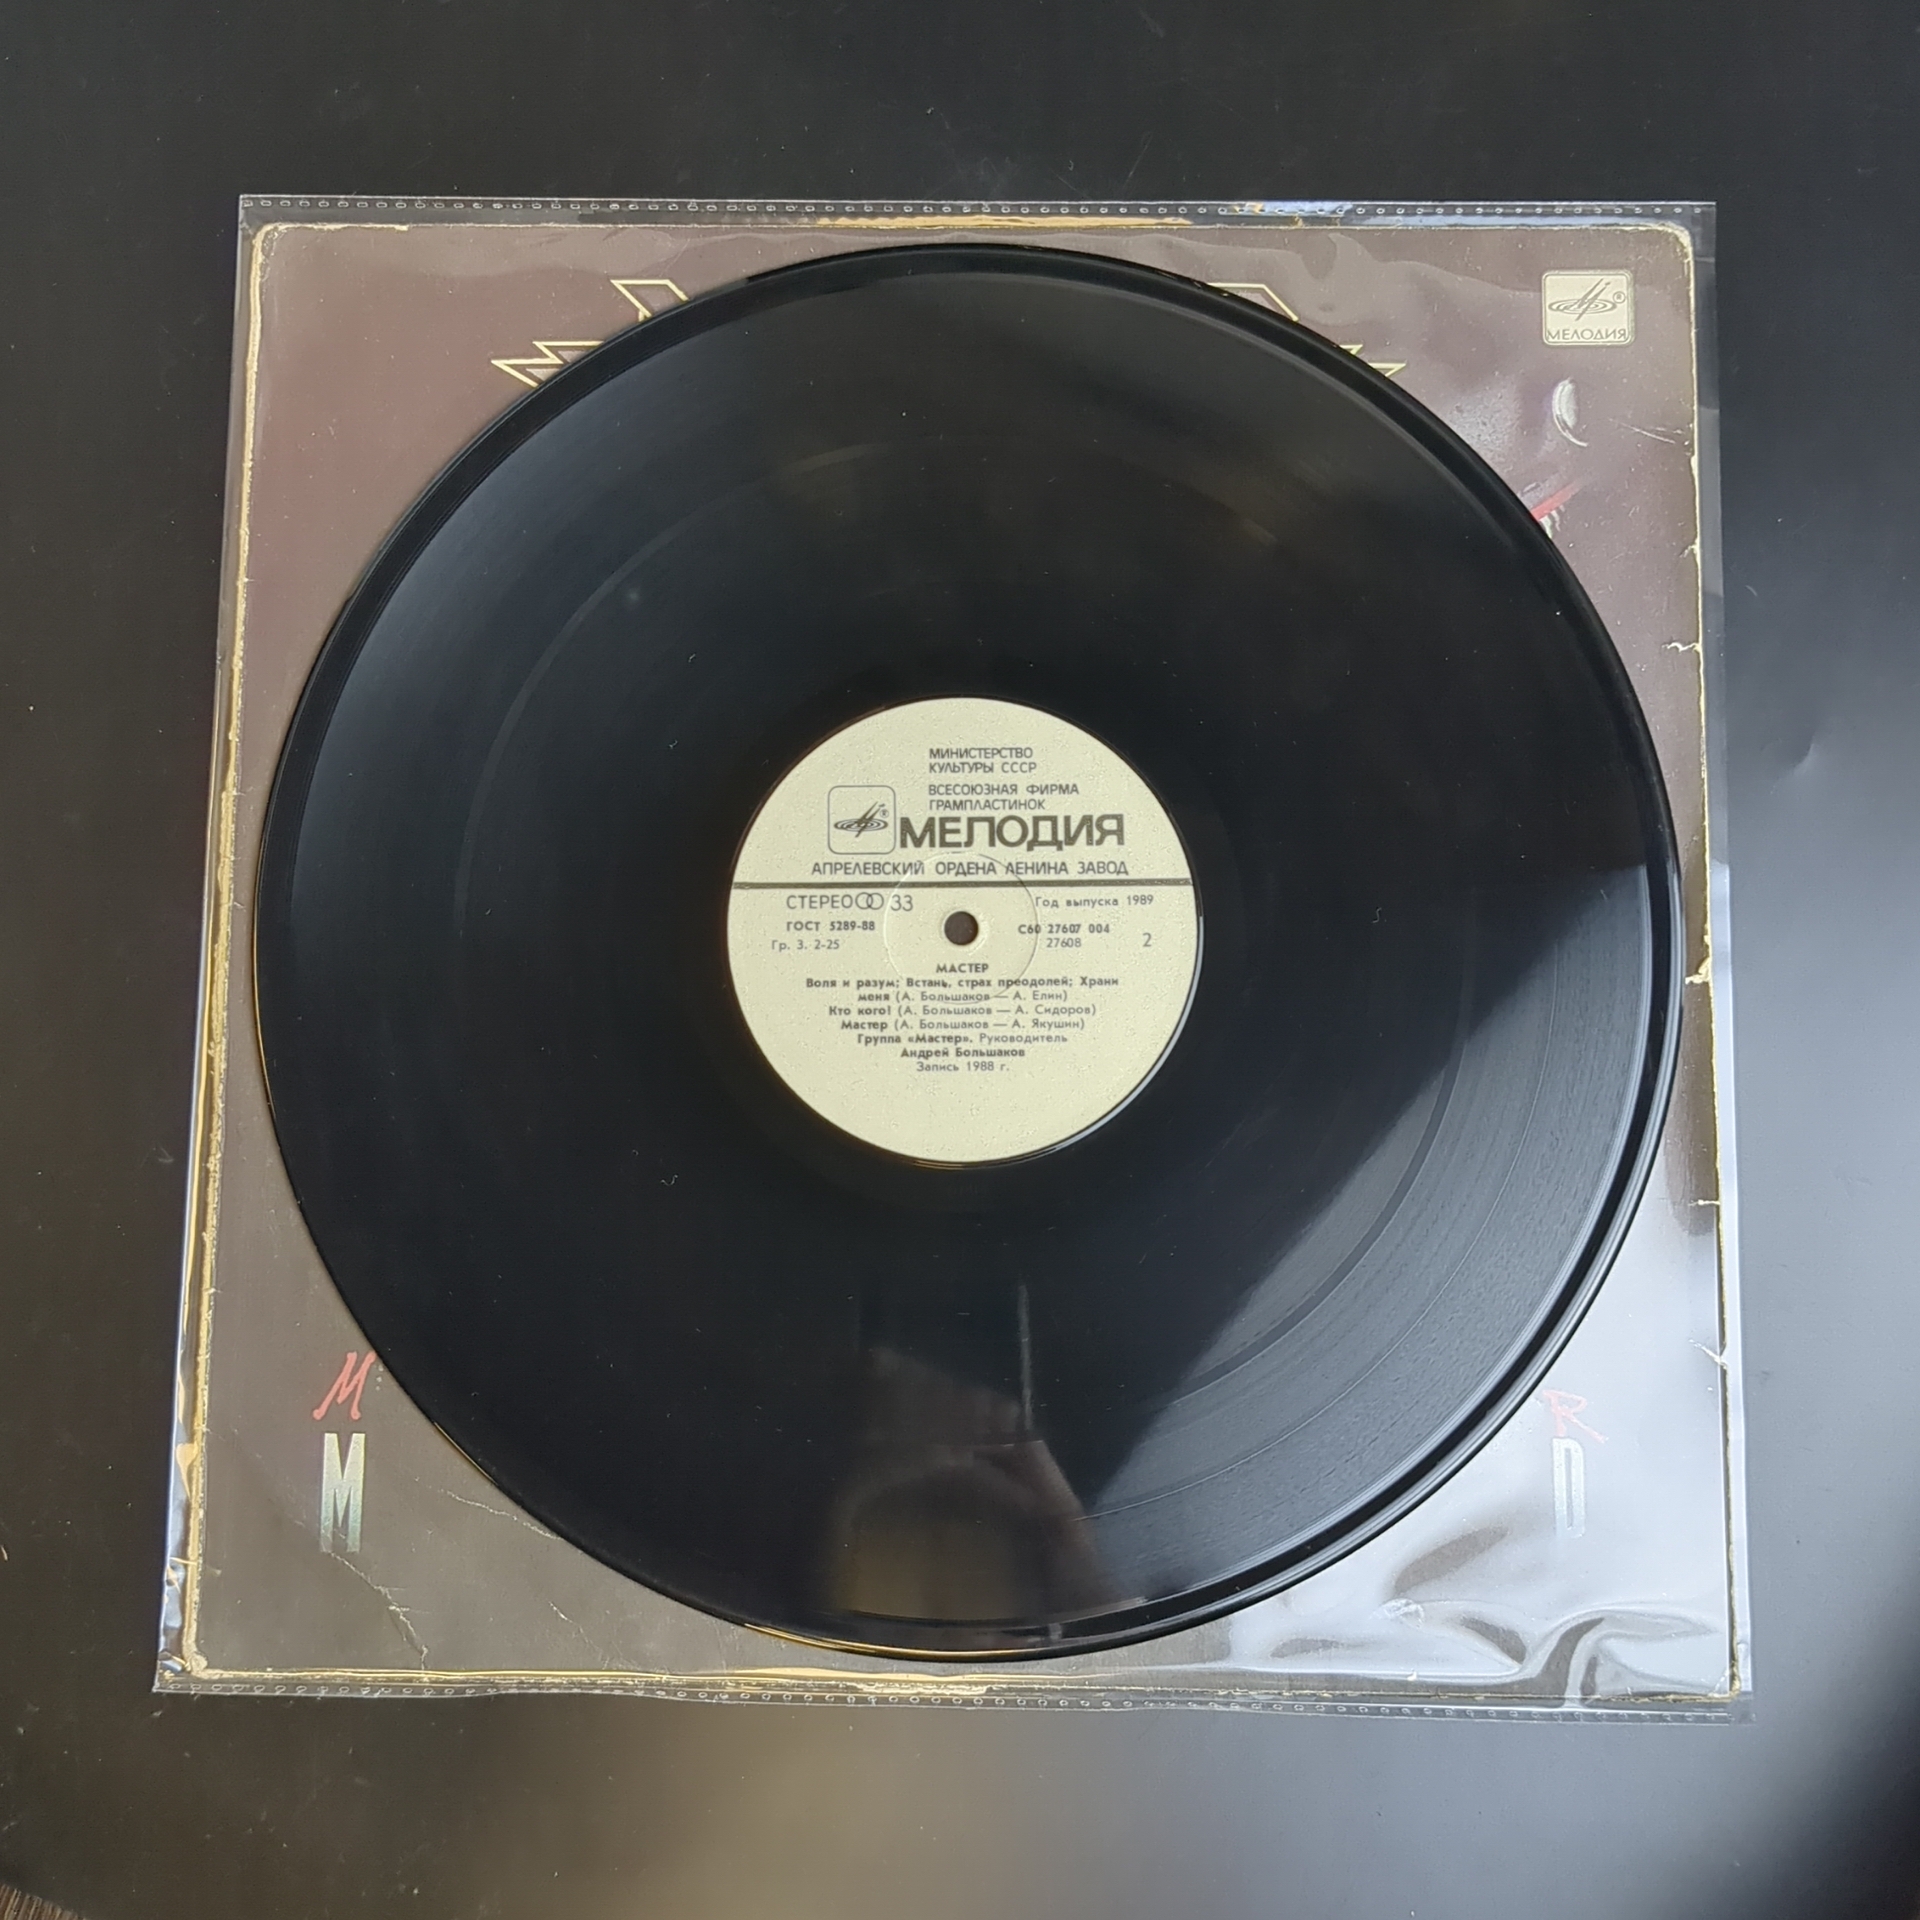 МЕЛОДИЯ
МИНИСТЕРСТВО
КУЛЬТУРЫ СССР
ВСЕСОЮЗНАЯ ФИРМА
ГРАМПЛАСТИНОК
МЕЛОДИЯ
АПРЕЛЕВСКИЙ ОРДЕНА ЛЕНИНА ЗАВОД
СТЕРЕО 33 Год выпуска 1989
ГОСТ 5289-88 С60 27607 004
Гр. 3. 2-25 27608 2
МАСТЕР
Воля и разум; Встань, страх преодолей; Храни
меня (А. Большаков — А. Елин)
Кто кого! (А. Большаков — А. Сидоров)
Мастер (А. Большаков — А. Якушин)
Группа «Мастер». Руководитель
Андрей Большаков
Запись 1988 г.
M R
M D